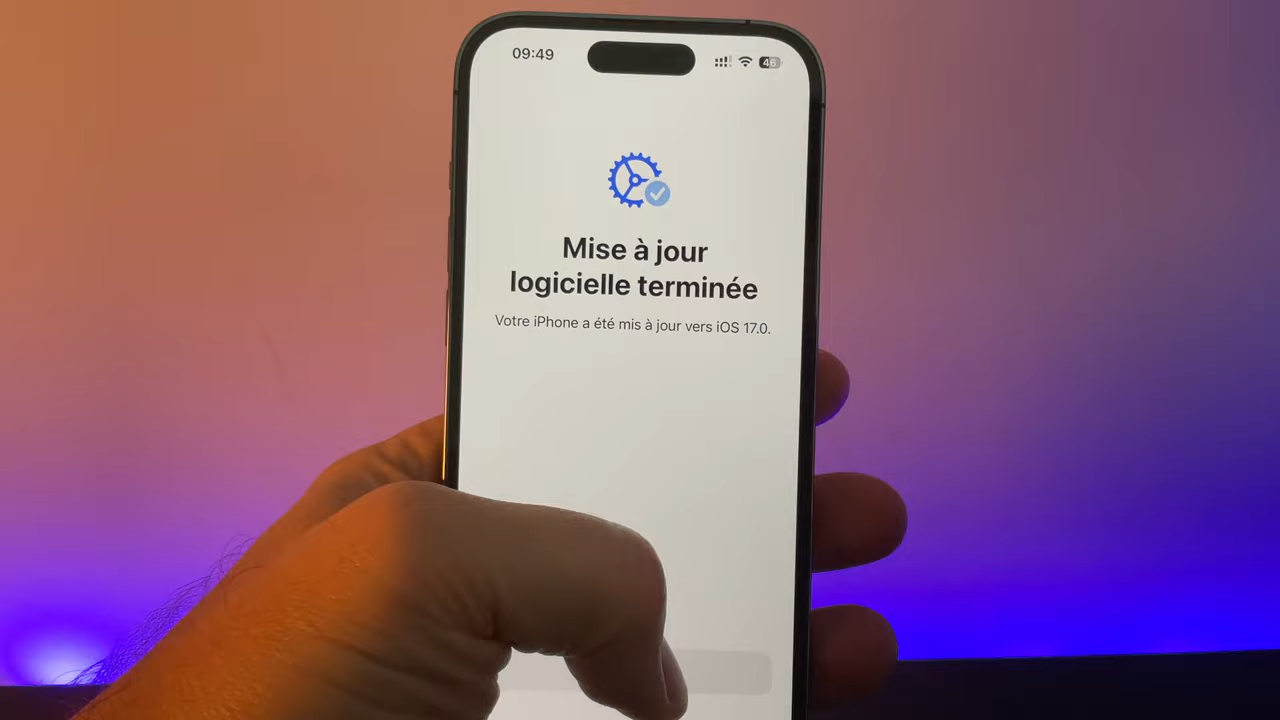 09:49
46
Mise à jour
logicielle terminée
Votre iPhone a été mis à jour vers iOS 17.0.